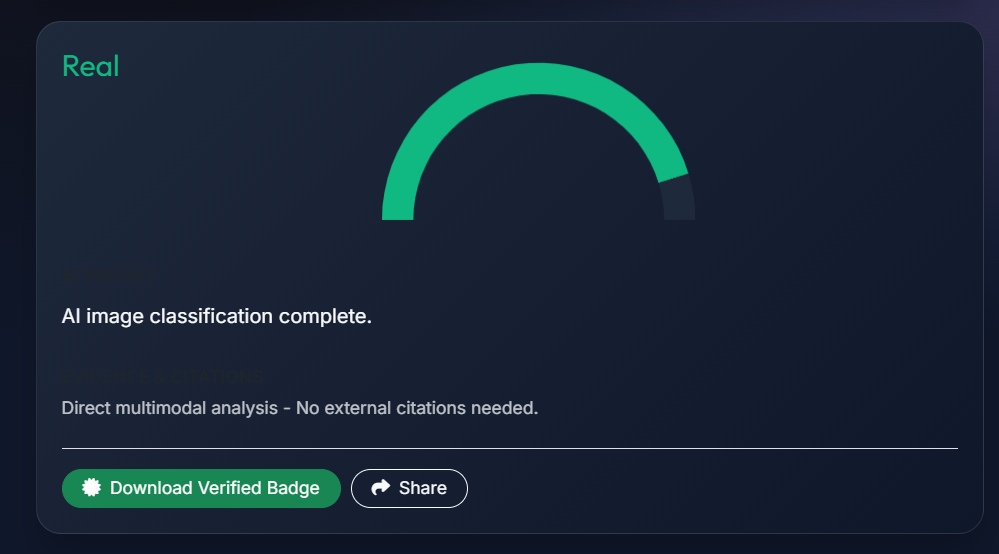 Real
AI image classification complete.
Direct multimodal analysis - No external citations needed.
Download Verified Badge
Share